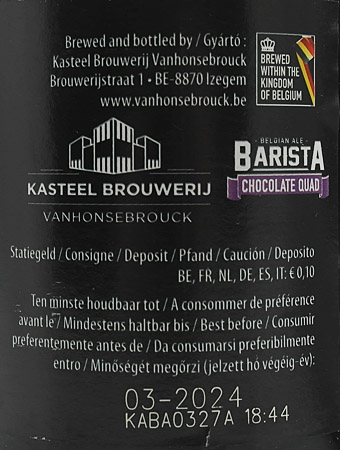 Brewed and bottled by / Gyártó :
Kasteel Brouwerij Vanhonsebrouck
Brouwerijstraat 1 • BE-8870 Izegem
www.vanhonsebrouck.be
BREWED
WITHIN THE
KINGDOM
OF BELGIUM
BELGIAN ALE
BARISTA
CHOCOLATE QUAD
KASTEEL BROUWERIJ
VANHONSEBROUCK
Statiegeld / Consigne / Deposit / Pfand / Caución / Deposito
BE, FR, NL, DE, ES, IT: € 0,10
Ten minste houdbaar tot / A consommer de préférence
avant le / Mindestens haltbar bis / Best before / Consumir
preferentemente antes de / Da consumarsi preferibilmente
entro / Minőségét megőrzi (jelzett hó végéig-év):
03-2024
KABA0327A 18:44